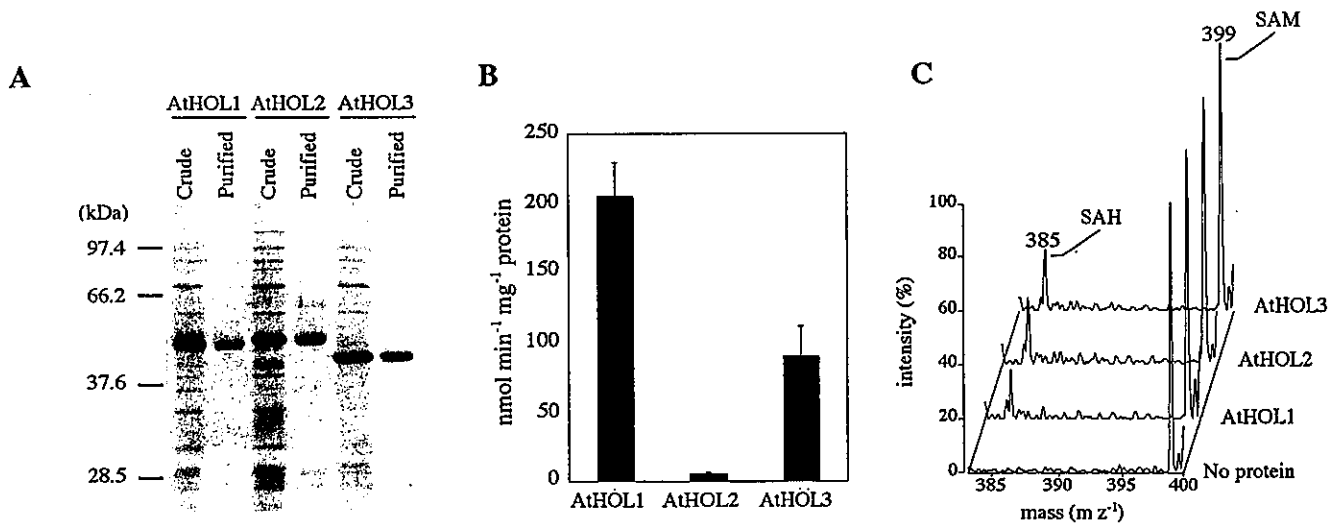 A
AtHOL1 AtHOL2 AtHOL3
Crude Purified Crude Purified Crude Purified
(kDa)
97.4
66.2
37.6
28.5
B
nmol min⁻¹ mg⁻¹ protein
250
200
150
100
50
0
AtHOL1 AtHOL2 AtHOL3
C
SAM
399
SAH
385
intensity (%)
100
80
60
40
20
0
AtHOL3
AtHOL2
AtHOL1
No protein
385 390 395 400
mass (m z⁻¹)